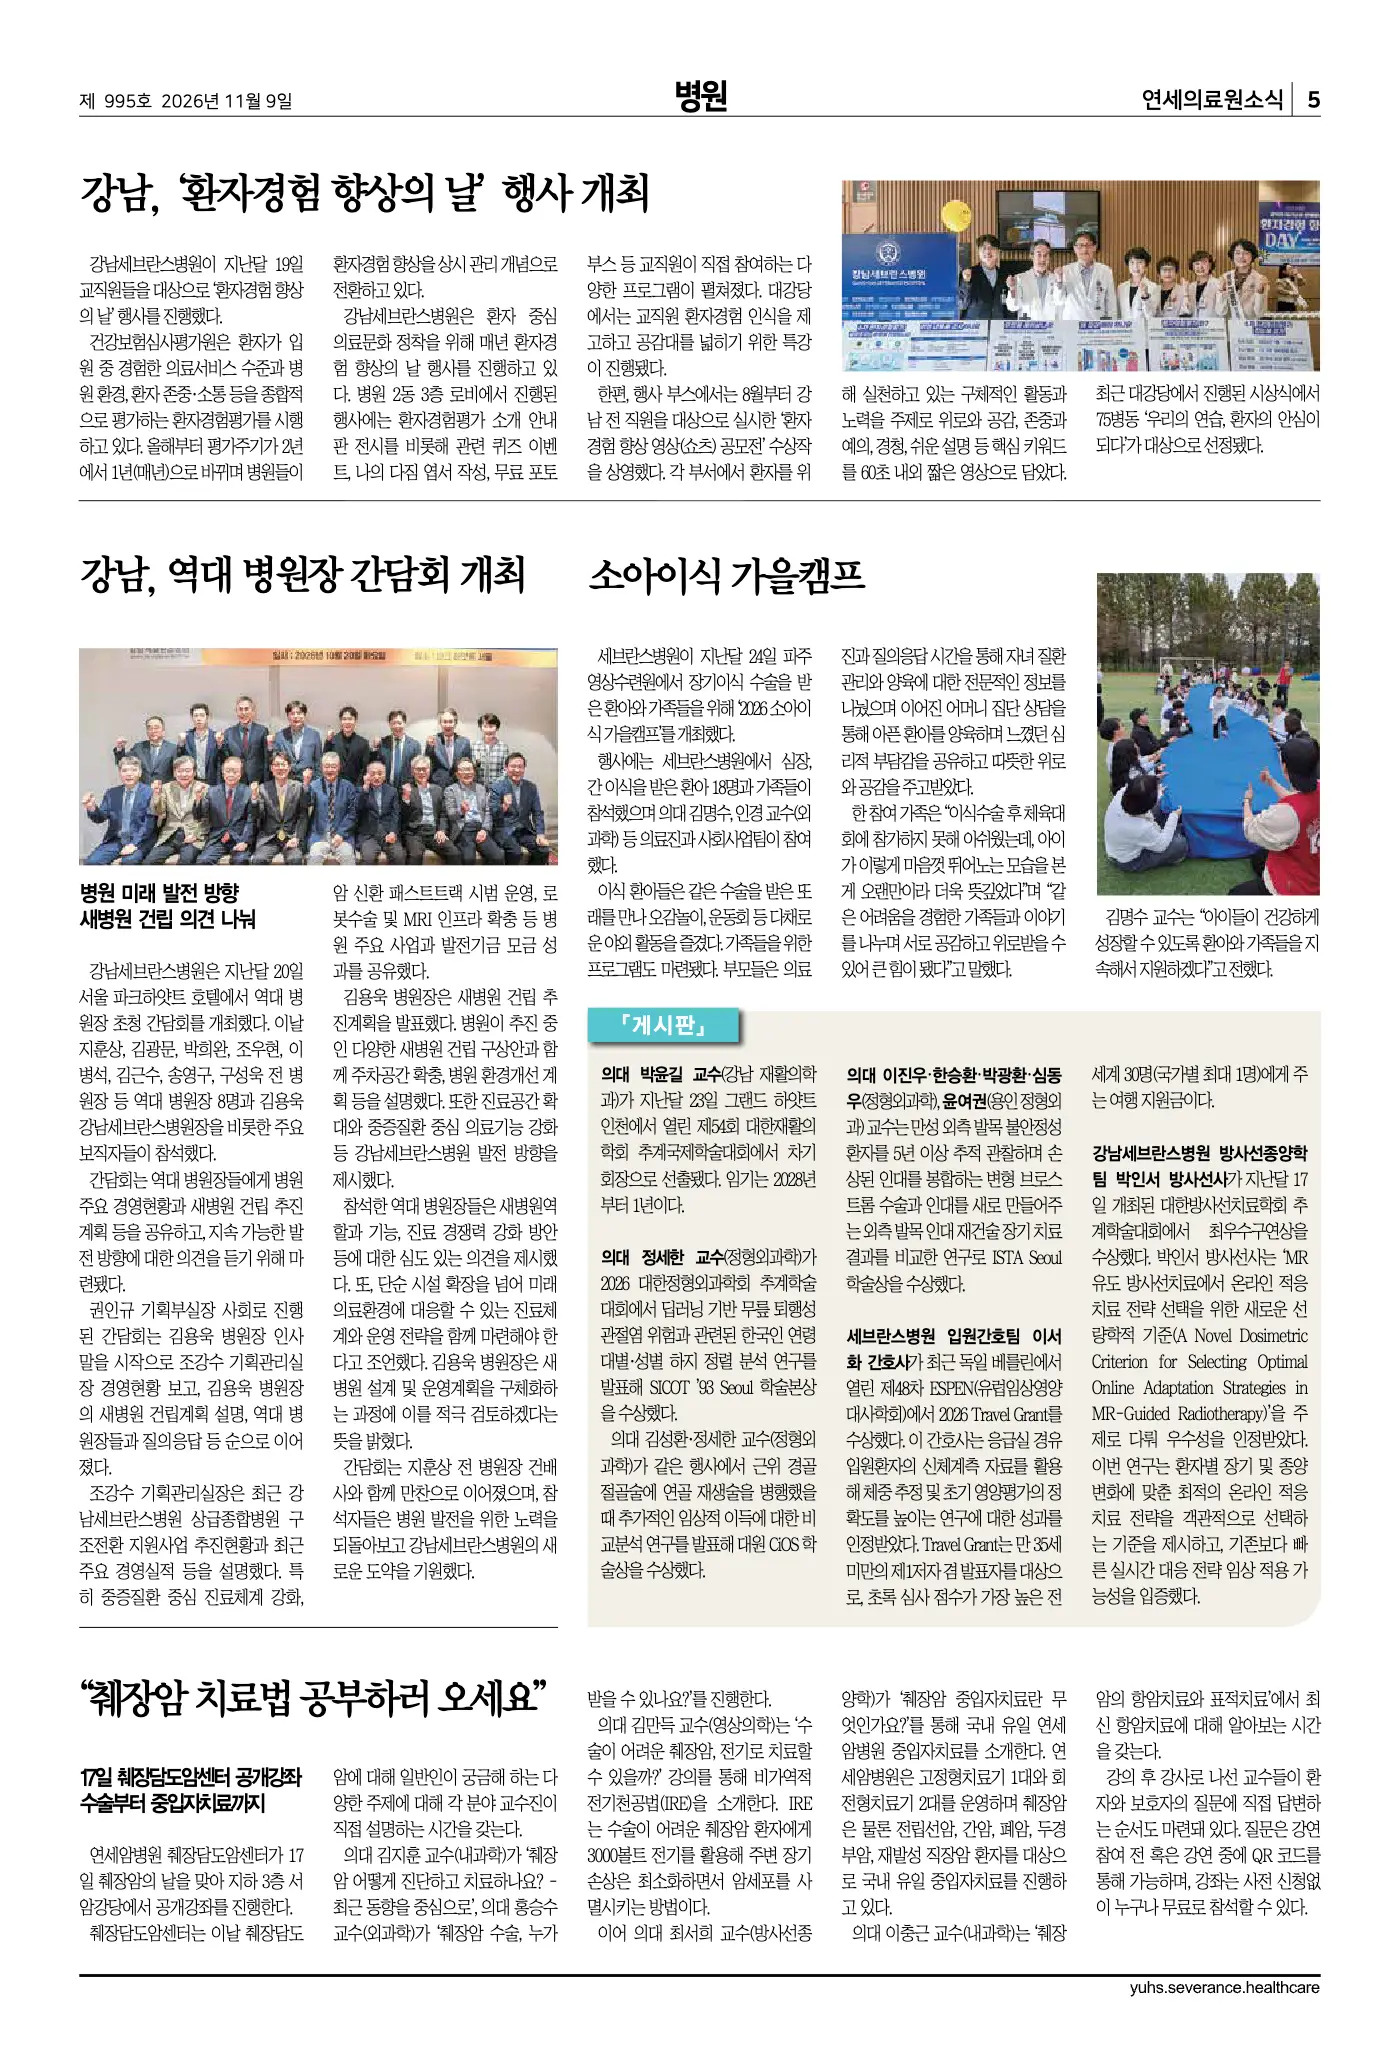 제 995호 2026년 11월 9일
병원
연세의료원소식 5
강남, ‘환자경험 향상의 날’ 행사 개최
강남세브란스병원이 지난달 19일
교직원들을 대상으로 ‘환자경험 향상
의 날’ 행사를 진행했다.
건강보험심사평가원은 환자가 입
원 중 경험한 의료서비스 수준과 병
원 환경, 환자 존중·소통 등을 종합적
으로 평가하는 환자경험평가를 시행
하고 있다. 올해부터 평가주기가 2년
에서 1년(매년)으로 바뀌며 병원들이
환자경험 향상을 상시 관리 개념으로
전환하고 있다.
강남세브란스병원은 환자 중심
의료문화 정착을 위해 매년 환자경
험 향상의 날 행사를 진행하고 있
다. 병원 2동 3층 로비에서 진행된
행사에는 환자경험평가 소개 안내
판 전시를 비롯해 관련 퀴즈 이벤
트, 나의 다짐 엽서 작성, 무료 포토
부스 등 교직원이 직접 참여하는 다
양한 프로그램이 펼쳐졌다. 대강당
에서는 교직원 환자경험 인식을 제
고하고 공감대를 넓히기 위한 특강
이 진행됐다.
한편, 행사 부스에서는 8월부터 강
남 전 직원을 대상으로 실시한 ‘환자
경험 향상 영상(쇼츠) 공모전’ 수상작
을 상영했다. 각 부서에서 환자를 위
강남세브란스병원
환자경험 향
DAY
해 실천하고 있는 구체적인 활동과
노력을 주제로 위로와 공감, 존중과
예의, 경청, 쉬운 설명 등 핵심 키워드
를 60초 내외 짧은 영상으로 담았다.
최근 대강당에서 진행된 시상식에서
75병동 ‘우리의 연습, 환자의 안심이
되다’가 대상으로 선정됐다.
강남, 역대 병원장 간담회 개최
일시 : 2026년 10월 20일 화요일
병원 미래 발전 방향
새병원 건립 의견 나눠
강남세브란스병원은 지난달 20일
서울 파크하얏트 호텔에서 역대 병
원장 초청 간담회를 개최했다. 이날
지훈상, 김광문, 박희완, 조우현, 이
병석, 김근수, 송영구, 구성욱 전 병
원장 등 역대 병원장 8명과 김용욱
강남세브란스병원장을 비롯한 주요
보직자들이 참석했다.
간담회는 역대 병원장들에게 병원
주요 경영현황과 새병원 건립 추진
계획 등을 공유하고, 지속 가능한 발
전 방향에 대한 의견을 듣기 위해 마
련됐다.
권인규 기획부실장 사회로 진행
된 간담회는 김용욱 병원장 인사
말을 시작으로 조강수 기획관리실
장 경영현황 보고, 김용욱 병원장
의 새병원 건립계획 설명, 역대 병
원장들과 질의응답 등 순으로 이어
졌다.
조강수 기획관리실장은 최근 강
남세브란스병원 상급종합병원 구
조전환 지원사업 추진현황과 최근
주요 경영실적 등을 설명했다. 특
히 중증질환 중심 진료체계 강화,
암 신환 패스트트랙 시범 운영, 로
봇수술 및 MRI 인프라 확충 등 병
원 주요 사업과 발전기금 모금 성
과를 공유했다.
김용욱 병원장은 새병원 건립 추
진계획을 발표했다. 병원이 추진 중
인 다양한 새병원 건립 구상안과 함
께 주차공간 확충, 병원 환경개선 계
획 등을 설명했다. 또한 진료공간 확
대와 중증질환 중심 의료기능 강화
등 강남세브란스병원 발전 방향을
제시했다.
참석한 역대 병원장들은 새병원역
할과 기능, 진료 경쟁력 강화 방안
등에 대한 심도 있는 의견을 제시했
다. 또, 단순 시설 확장을 넘어 미래
의료환경에 대응할 수 있는 진료체
계와 운영 전략을 함께 마련해야 한
다고 조언했다. 김용욱 병원장은 새
병원 설계 및 운영계획을 구체화하
는 과정에 이를 적극 검토하겠다는
뜻을 밝혔다.
간담회는 지훈상 전 병원장 건배
사와 함께 만찬으로 이어졌으며, 참
석자들은 병원 발전을 위한 노력을
되돌아보고 강남세브란스병원의 새
로운 도약을 기원했다.
소아이식 가을캠프
세브란스병원이 지난달 24일 파주
영상수련원에서 장기이식 수술을 받
은 환아와 가족들을 위해 ‘2026 소아이
식 가을캠프’를 개최했다.
행사에는 세브란스병원에서 심장,
간 이식을 받은 환아 18명과 가족들이
참석했으며 의대 김명수, 인경 교수(외
과학) 등 의료진과 사회사업팀이 참여
했다.
이식 환아들은 같은 수술을 받은 또
래를 만나 오감놀이, 운동회 등 다채로
운 야외 활동을 즐겼다. 가족들을 위한
프로그램도 마련됐다. 부모들은 의료
진과 질의응답 시간을 통해 자녀 질환
관리와 양육에 대한 전문적인 정보를
나눴으며 이어진 어머니 집단 상담을
통해 아픈 환아를 양육하며 느꼈던 심
리적 부담감을 공유하고 따뜻한 위로
와 공감을 주고받았다.
한 참여 가족은 “이식수술 후 체육대
회에 참가하지 못해 아쉬웠는데, 아이
가 이렇게 마음껏 뛰어노는 모습을 본
게 오랜만이라 더욱 뜻깊었다”며 “같
은 어려움을 경험한 가족들과 이야기
를 나누며 서로 공감하고 위로받을 수
있어 큰 힘이 됐다”고 말했다.
김명수 교수는 “아이들이 건강하게
성장할 수 있도록 환아와 가족들을 지
속해서 지원하겠다”고 전했다.
「게시판」
의대 박윤길 교수(강남 재활의학
과)가 지난달 23일 그랜드 하얏트
인천에서 열린 제54회 대한재활의
학회 추계국제학술대회에서 차기
회장으로 선출됐다. 임기는 2028년
부터 1년이다.
의대 정세한 교수(정형외과학)가
2026 대한정형외과학회 추계학술
대회에서 딥러닝 기반 무릎 퇴행성
관절염 위험과 관련된 한국인 연령
대별·성별 하지 정렬 분석 연구를
발표해 SICOT ’93 Seoul 학술본상
을 수상했다.
의대 김성환·정세한 교수(정형외
과학)가 같은 행사에서 근위 경골
절골술에 연골 재생술을 병행했을
때 추가적인 임상적 이득에 대한 비
교분석 연구를 발표해 대원 CiOS 학
술상을 수상했다.
의대 이진우·한승환·박광환·심동
우(정형외과학), 윤여권(용인 정형외
과) 교수는 만성 외측 발목 불안정성
환자를 5년 이상 추적 관찰하며 손
상된 인대를 봉합하는 변형 브로스
트롬 수술과 인대를 새로 만들어주
는 외측 발목 인대 재건술 장기 치료
결과를 비교한 연구로 ISTA Seoul
학술상을 수상했다.
세브란스병원 입원간호팀 이서
화 간호사가 최근 독일 베를린에서
열린 제48차 ESPEN(유럽임상영양
대사학회)에서 2026 Travel Grant를
수상했다. 이 간호사는 응급실 경유
입원환자의 신체계측 자료를 활용
해 체중 추정 및 초기 영양평가의 정
확도를 높이는 연구에 대한 성과를
인정받았다. Travel Grant는 만 35세
미만의 제1저자 겸 발표자를 대상으
로, 초록 심사 점수가 가장 높은 전
세계 30명(국가별 최대 1명)에게 주
는 여행 지원금이다.
강남세브란스병원 방사선종양학
팀 박인서 방사선사가 지난달 17
일 개최된 대한방사선치료학회 추
계학술대회에서 최우수구연상을
수상했다. 박인서 방사선사는 ‘MR
유도 방사선치료에서 온라인 적응
치료 전략 선택을 위한 새로운 선
량학적 기준(A Novel Dosimetric
Criterion for Selecting Optimal
Online Adaptation Strategies in
MR-Guided Radiotherapy)’을 주
제로 다뤄 우수성을 인정받았다.
이번 연구는 환자별 장기 및 종양
변화에 맞춘 최적의 온라인 적응
치료 전략을 객관적으로 선택하
는 기준을 제시하고, 기존보다 빠
른 실시간 대응 전략 임상 적용 가
능성을 입증했다.
“췌장암 치료법 공부하러 오세요”
17일 췌장담도암센터 공개강좌
수술부터 중입자치료까지
연세암병원 췌장담도암센터가 17
일 췌장암의 날을 맞아 지하 3층 서
암강당에서 공개강좌를 진행한다.
췌장담도암센터는 이날 췌장담도
암에 대해 일반인이 궁금해 하는 다
양한 주제에 대해 각 분야 교수진이
직접 설명하는 시간을 갖는다.
의대 김지훈 교수(내과학)가 ‘췌장
암 어떻게 진단하고 치료하나요? -
최근 동향을 중심으로’, 의대 홍승수
교수(외과학)가 ‘췌장암 수술, 누가
받을 수 있나요?’를 진행한다.
의대 김만득 교수(영상의학)는 ‘수
술이 어려운 췌장암, 전기로 치료할
수 있을까?’ 강의를 통해 비가역적
전기천공법(IRE)을 소개한다. IRE
는 수술이 어려운 췌장암 환자에게
3000볼트 전기를 활용해 주변 장기
손상은 최소화하면서 암세포를 사
멸시키는 방법이다.
이어 의대 최서희 교수(방사선종
양학)가 ‘췌장암 중입자치료란 무
엇인가요?’를 통해 국내 유일 연세
암병원 중입자치료를 소개한다. 연
세암병원은 고정형치료기 1대와 회
전형치료기 2대를 운영하며 췌장암
은 물론 전립선암, 간암, 폐암, 두경
부암, 재발성 직장암 환자를 대상으
로 국내 유일 중입자치료를 진행하
고 있다.
의대 이충근 교수(내과학)는 ‘췌장
암의 항암치료와 표적치료’에서 최
신 항암치료에 대해 알아보는 시간
을 갖는다.
강의 후 강사로 나선 교수들이 환
자와 보호자의 질문에 직접 답변하
는 순서도 마련돼 있다. 질문은 강연
참여 전 혹은 강연 중에 QR 코드를
통해 가능하며, 강좌는 사전 신청없
이 누구나 무료로 참석할 수 있다.
yuhs.severance.healthcare